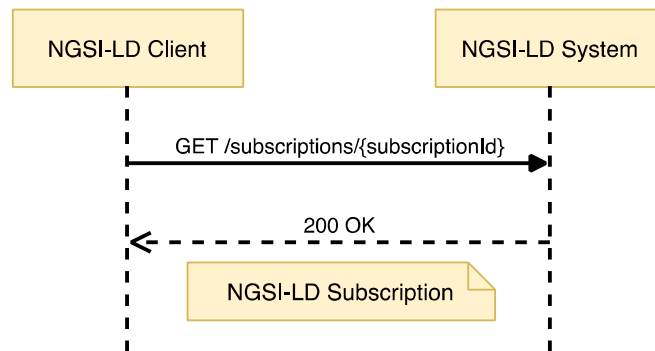 NGSI-LD Client
NGSI-LD System
GET /subscriptions/{subscriptionId}
200 OK
NGSI-LD Subscription